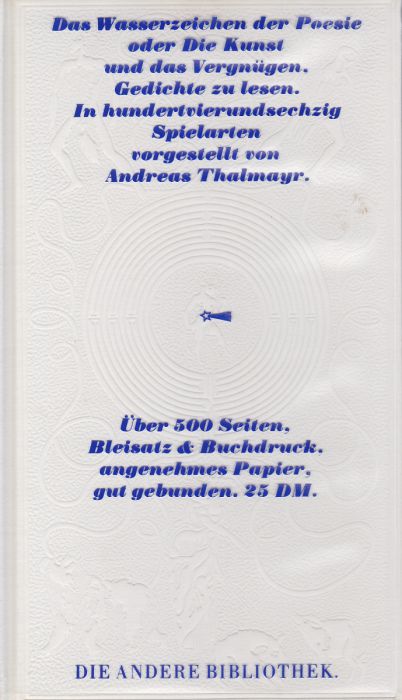 Das Wasserzeichen der Poesie
oder Die Kunst
und das Vergnügen,
Gedichte zu lesen.
In hundertvierundsechzig
Spielarten
vorgestellt von
Andreas Thalmayr.
Über 500 Seiten,
Bleisatz & Buchdruck,
angenehmes Papier,
gut gebunden. 25 DM.
DIE ANDERE BIBLIOTHEK.